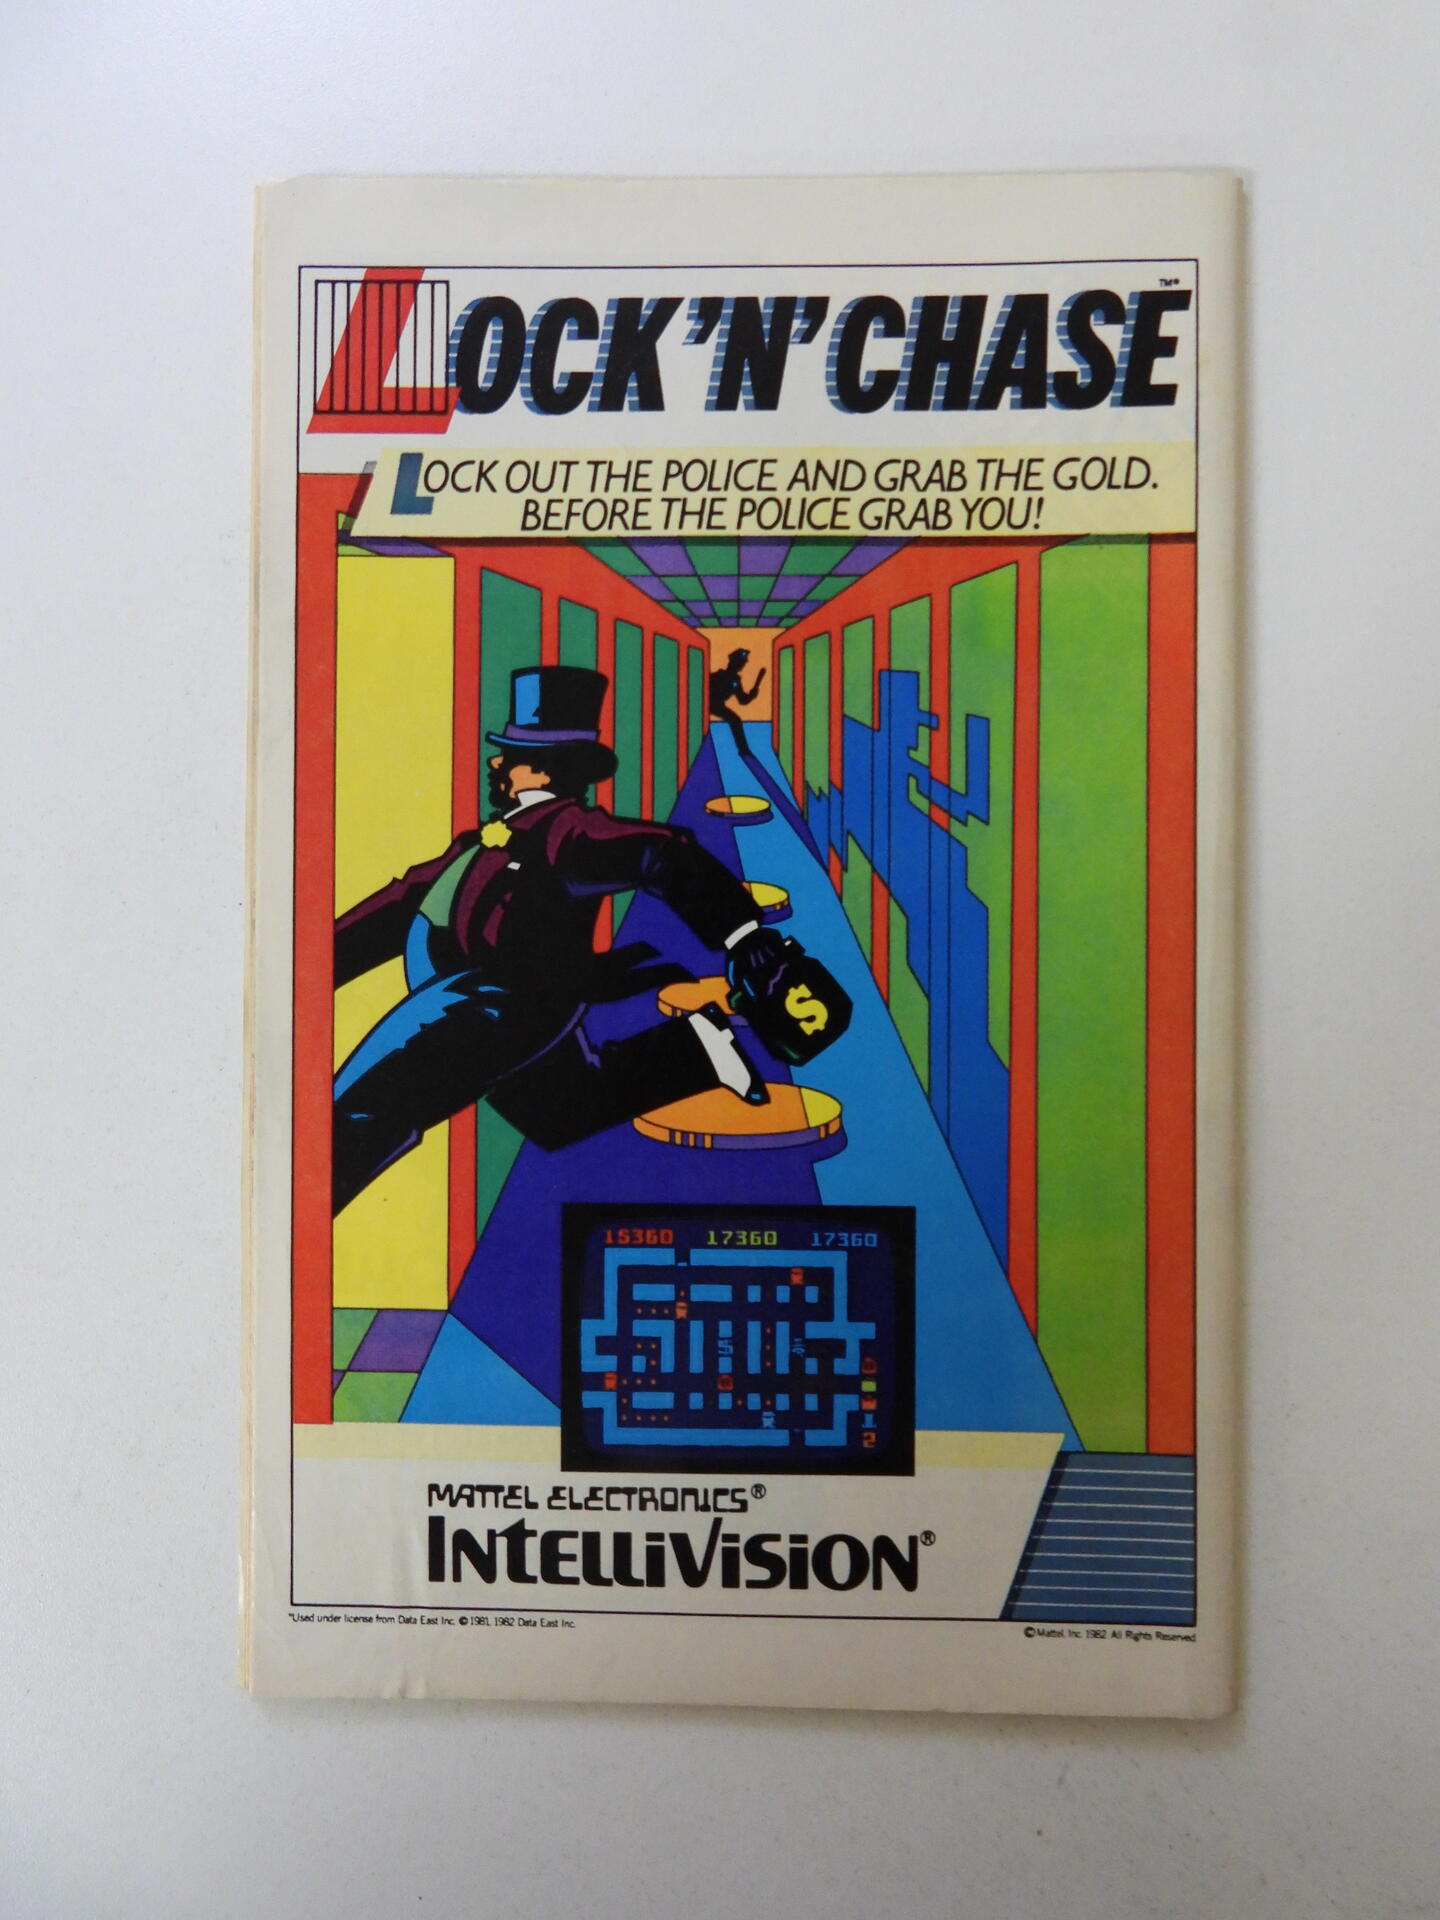 LOCK 'N' CHASE™*
LOCK OUT THE POLICE AND GRAB THE GOLD.
BEFORE THE POLICE GRAB YOU!
$
15360 17360 17360
2
MATTEL ELECTRONICS®
INTELLIVISION®
*Used under license from Data East Inc. © 1981, 1982 Data East Inc.
© Mattel, Inc. 1982 All Rights Reserved.